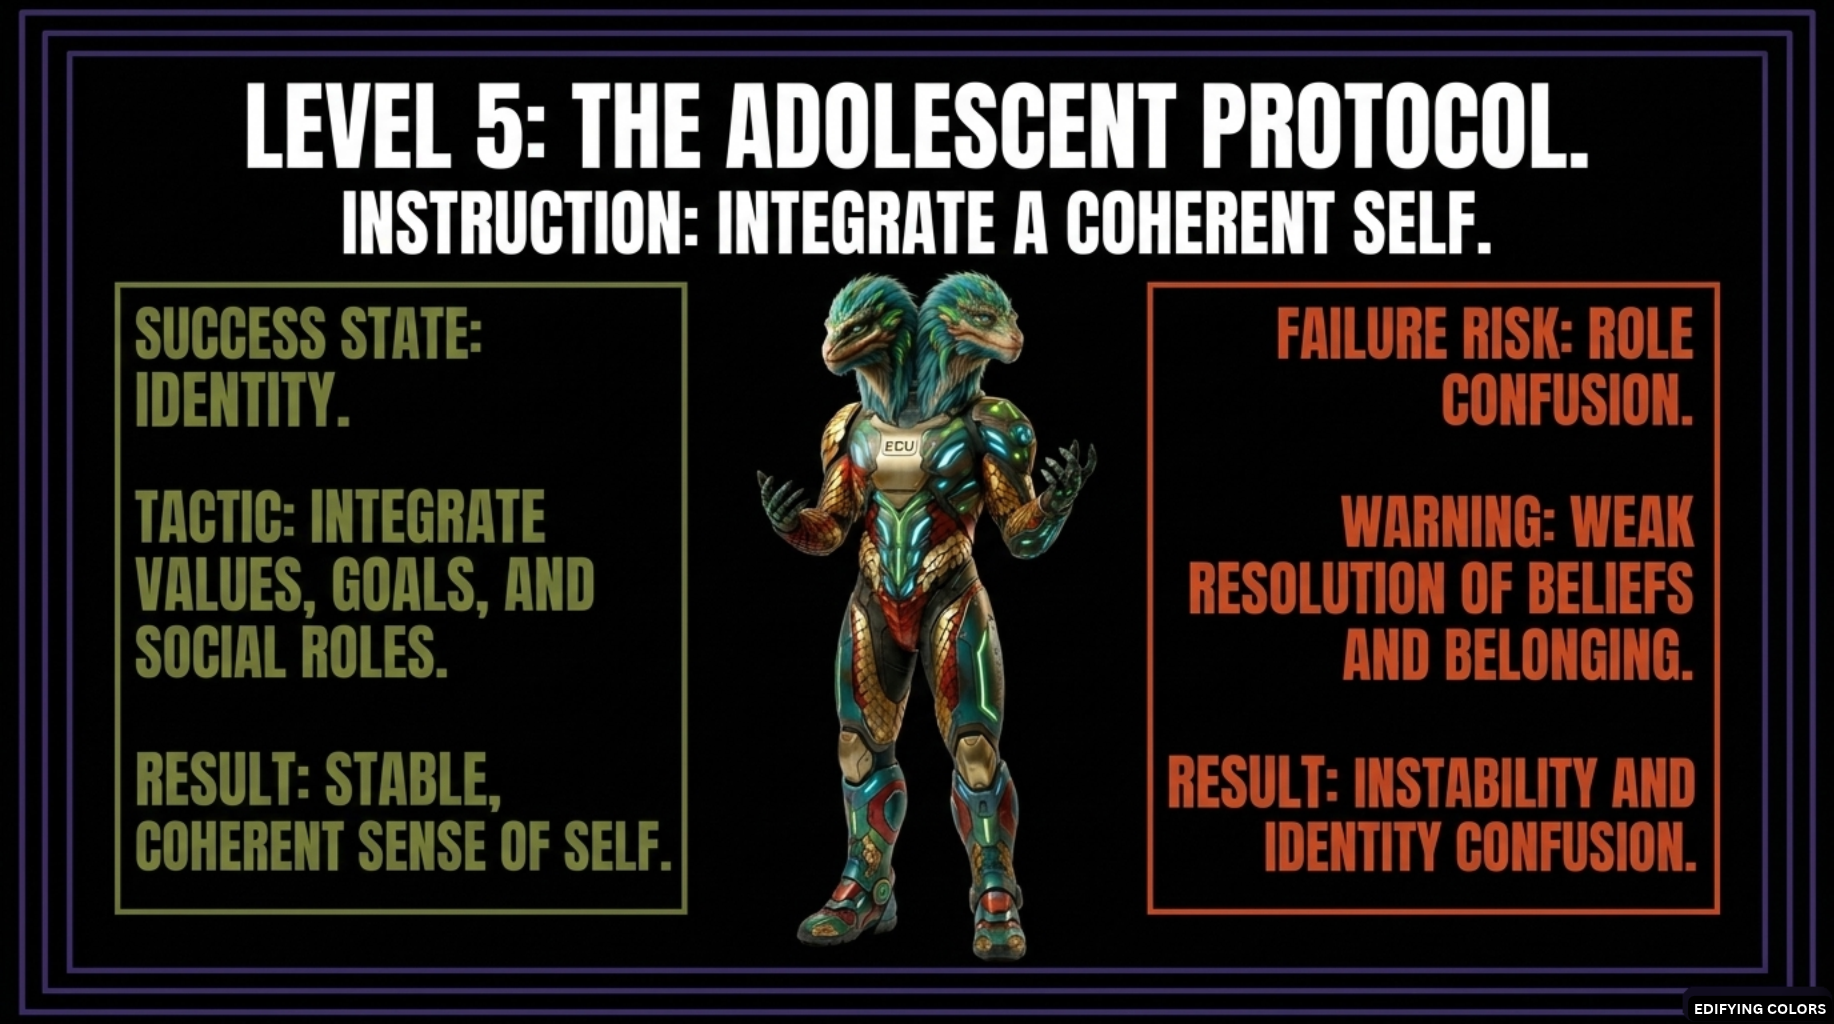 LEVEL 5: THE ADOLESCENT PROTOCOL.
INSTRUCTION: INTEGRATE A COHERENT SELF.
SUCCESS STATE:
IDENTITY.
TACTIC: INTEGRATE
VALUES, GOALS, AND
SOCIAL ROLES.
RESULT: STABLE,
COHERENT SENSE OF SELF.
ECU
FAILURE RISK: ROLE
CONFUSION.
WARNING: WEAK
RESOLUTION OF BELIEFS
AND BELONGING.
RESULT: INSTABILITY AND
IDENTITY CONFUSION.
EDIFYING COLORS